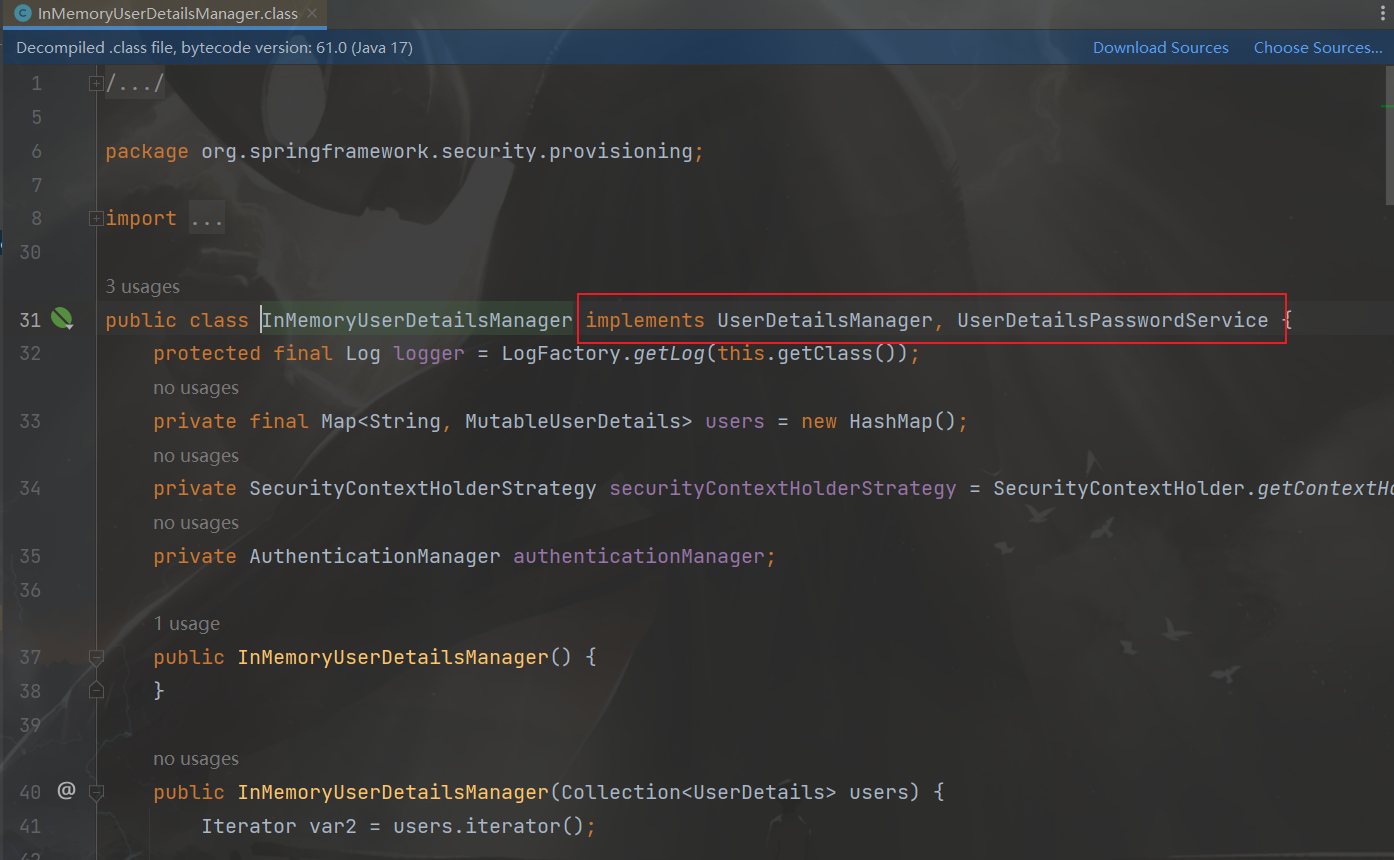 InMemoryUserDetailsManager.class
Decompiled .class file, bytecode version: 61.0 (Java 17) Download Sources Choose Sources...
1 /.../
5
6 package org.springframework.security.provisioning;
7
8 import ...
30
3 usages
31 public class InMemoryUserDetailsManager implements UserDetailsManager, UserDetailsPasswordService {
32 protected final Log logger = LogFactory.getLog(this.getClass());
no usages
33 private final Map<String, MutableUserDetails> users = new HashMap();
no usages
34 private SecurityContextHolderStrategy securityContextHolderStrategy = SecurityContextHolder.getContextHo
no usages
35 private AuthenticationManager authenticationManager;
36
1 usage
37 public InMemoryUserDetailsManager() {
38 }
39
no usages
40 @ public InMemoryUserDetailsManager(Collection<UserDetails> users) {
41 Iterator var2 = users.iterator();